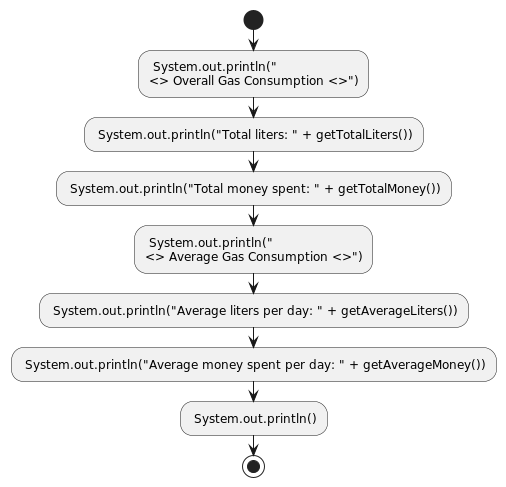 System.out.println("
<> Overall Gas Consumption <>")
System.out.println("Total liters: " + getTotalLiters())
System.out.println("Total money spent: " + getTotalMoney())
System.out.println("
<> Average Gas Consumption <>")
System.out.println("Average liters per day: " + getAverageLiters())
System.out.println("Average money spent per day: " + getAverageMoney())
System.out.println()